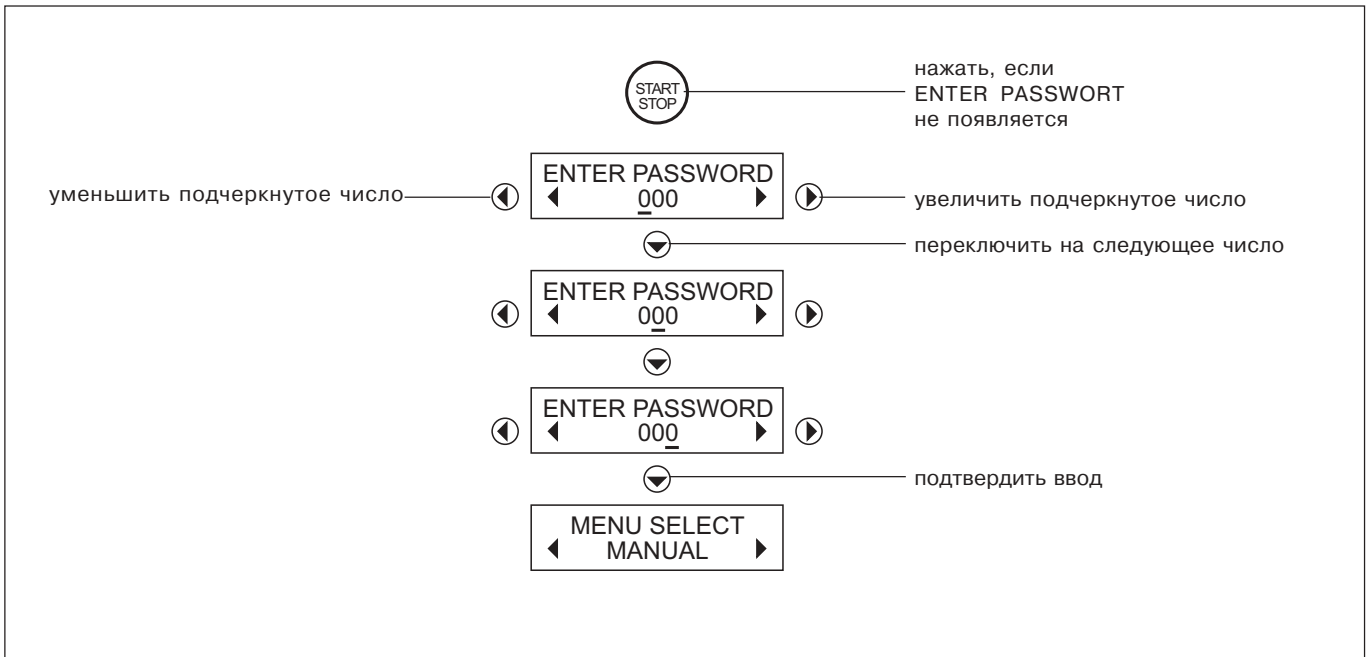 START
STOP
нажать, если
ENTER PASSWORT
не появляется
ENTER PASSWORD
000
уменьшить подчеркнутое число
увеличить подчеркнутое число
переключить на следующее число
ENTER PASSWORD
000
ENTER PASSWORD
000
подтвердить ввод
MENU SELECT
MANUAL